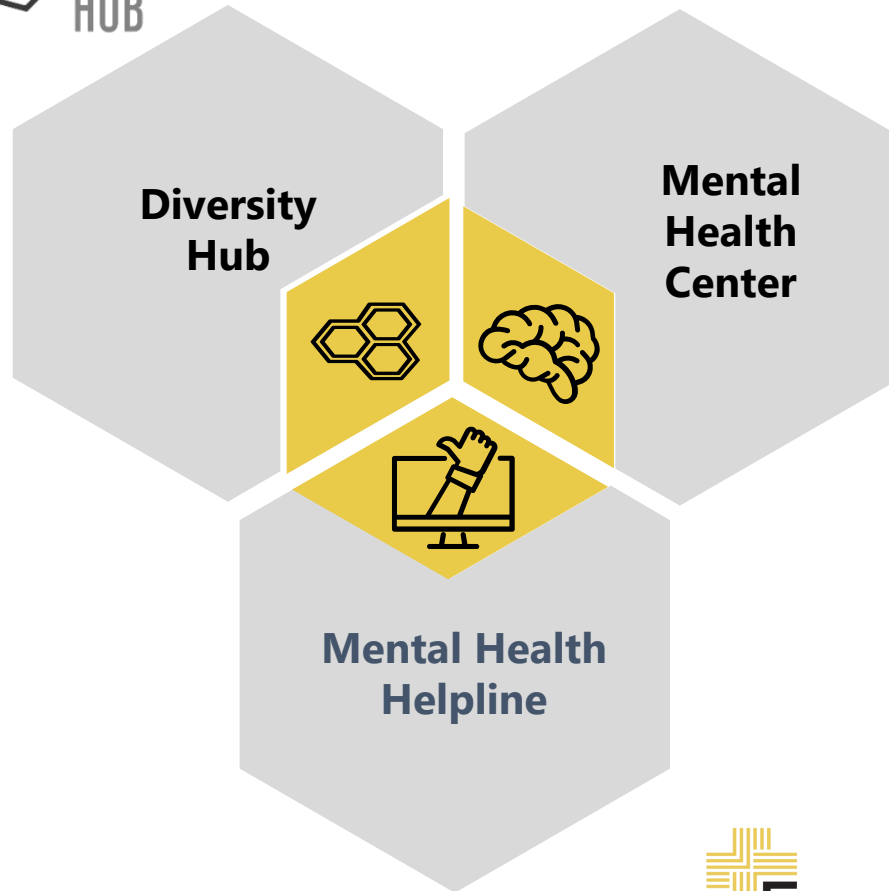 HUB
Diversity
Hub
Mental
Health
Center
Mental Health
Helpline